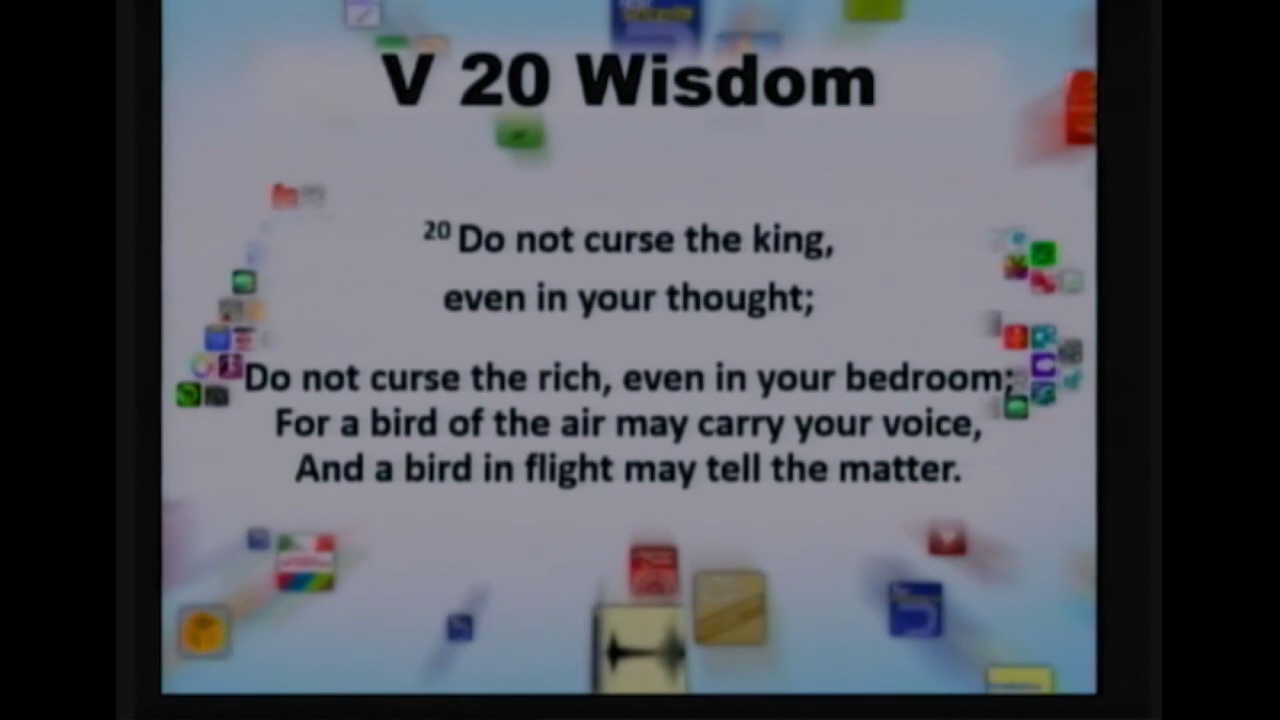 V 20 Wisdom
20 Do not curse the king,
even in your thought;
Do not curse the rich, even in your bedroom;
For a bird of the air may carry your voice,
And a bird in flight may tell the matter.